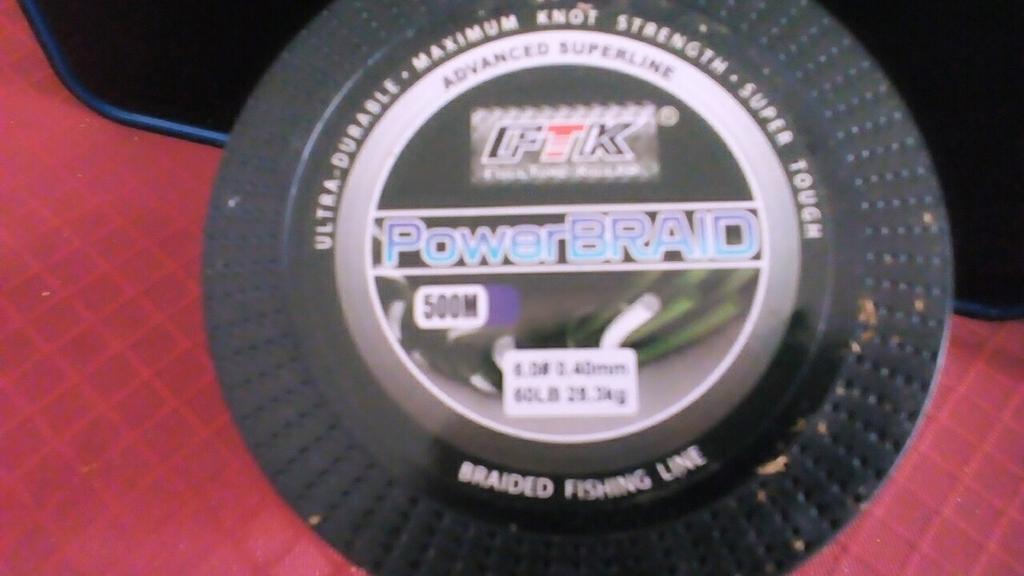 ULTRA-DURABLE · MAXIMUM KNOT STRENGTH · SUPER TOUGH
ADVANCED SUPERLINE
FTK
PowerBRAID
500M
6.0# 0.40mm
60LB 28.3kg
BRAIDED FISHING LINE